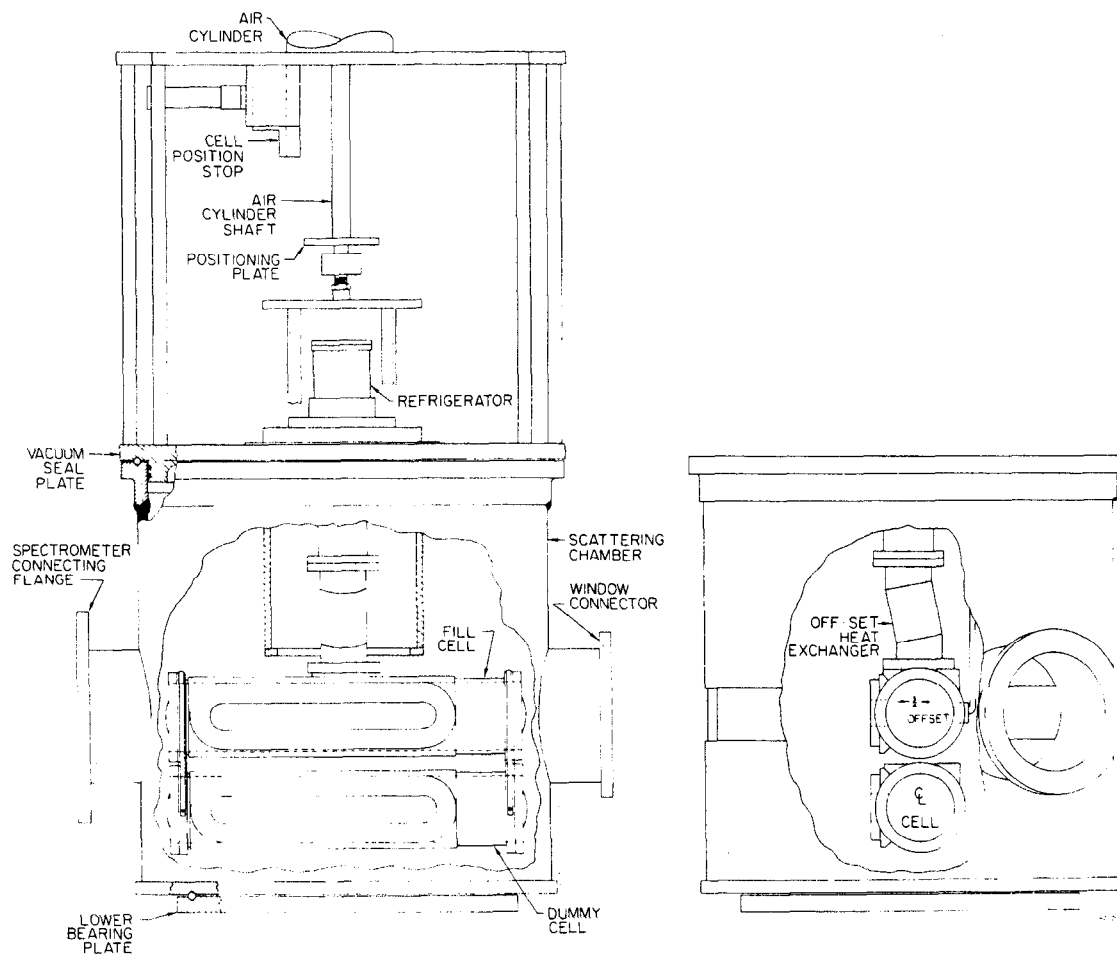 AIR
CYLINDER
CELL
POSITION
STOP
AIR
CYLINDER
SHAFT
POSITIONING
PLATE
REFRIGERATOR
VACUUM
SEAL
PLATE
SPECTROMETER
CONNECTING
FLANGE
SCATTERING
CHAMBER
WINDOW
CONNECTOR
FILL
CELL
LOWER
BEARING
PLATE
DUMMY
CELL
OFF-SET
HEAT
EXCHANGER
OFFSET
℄
CELL